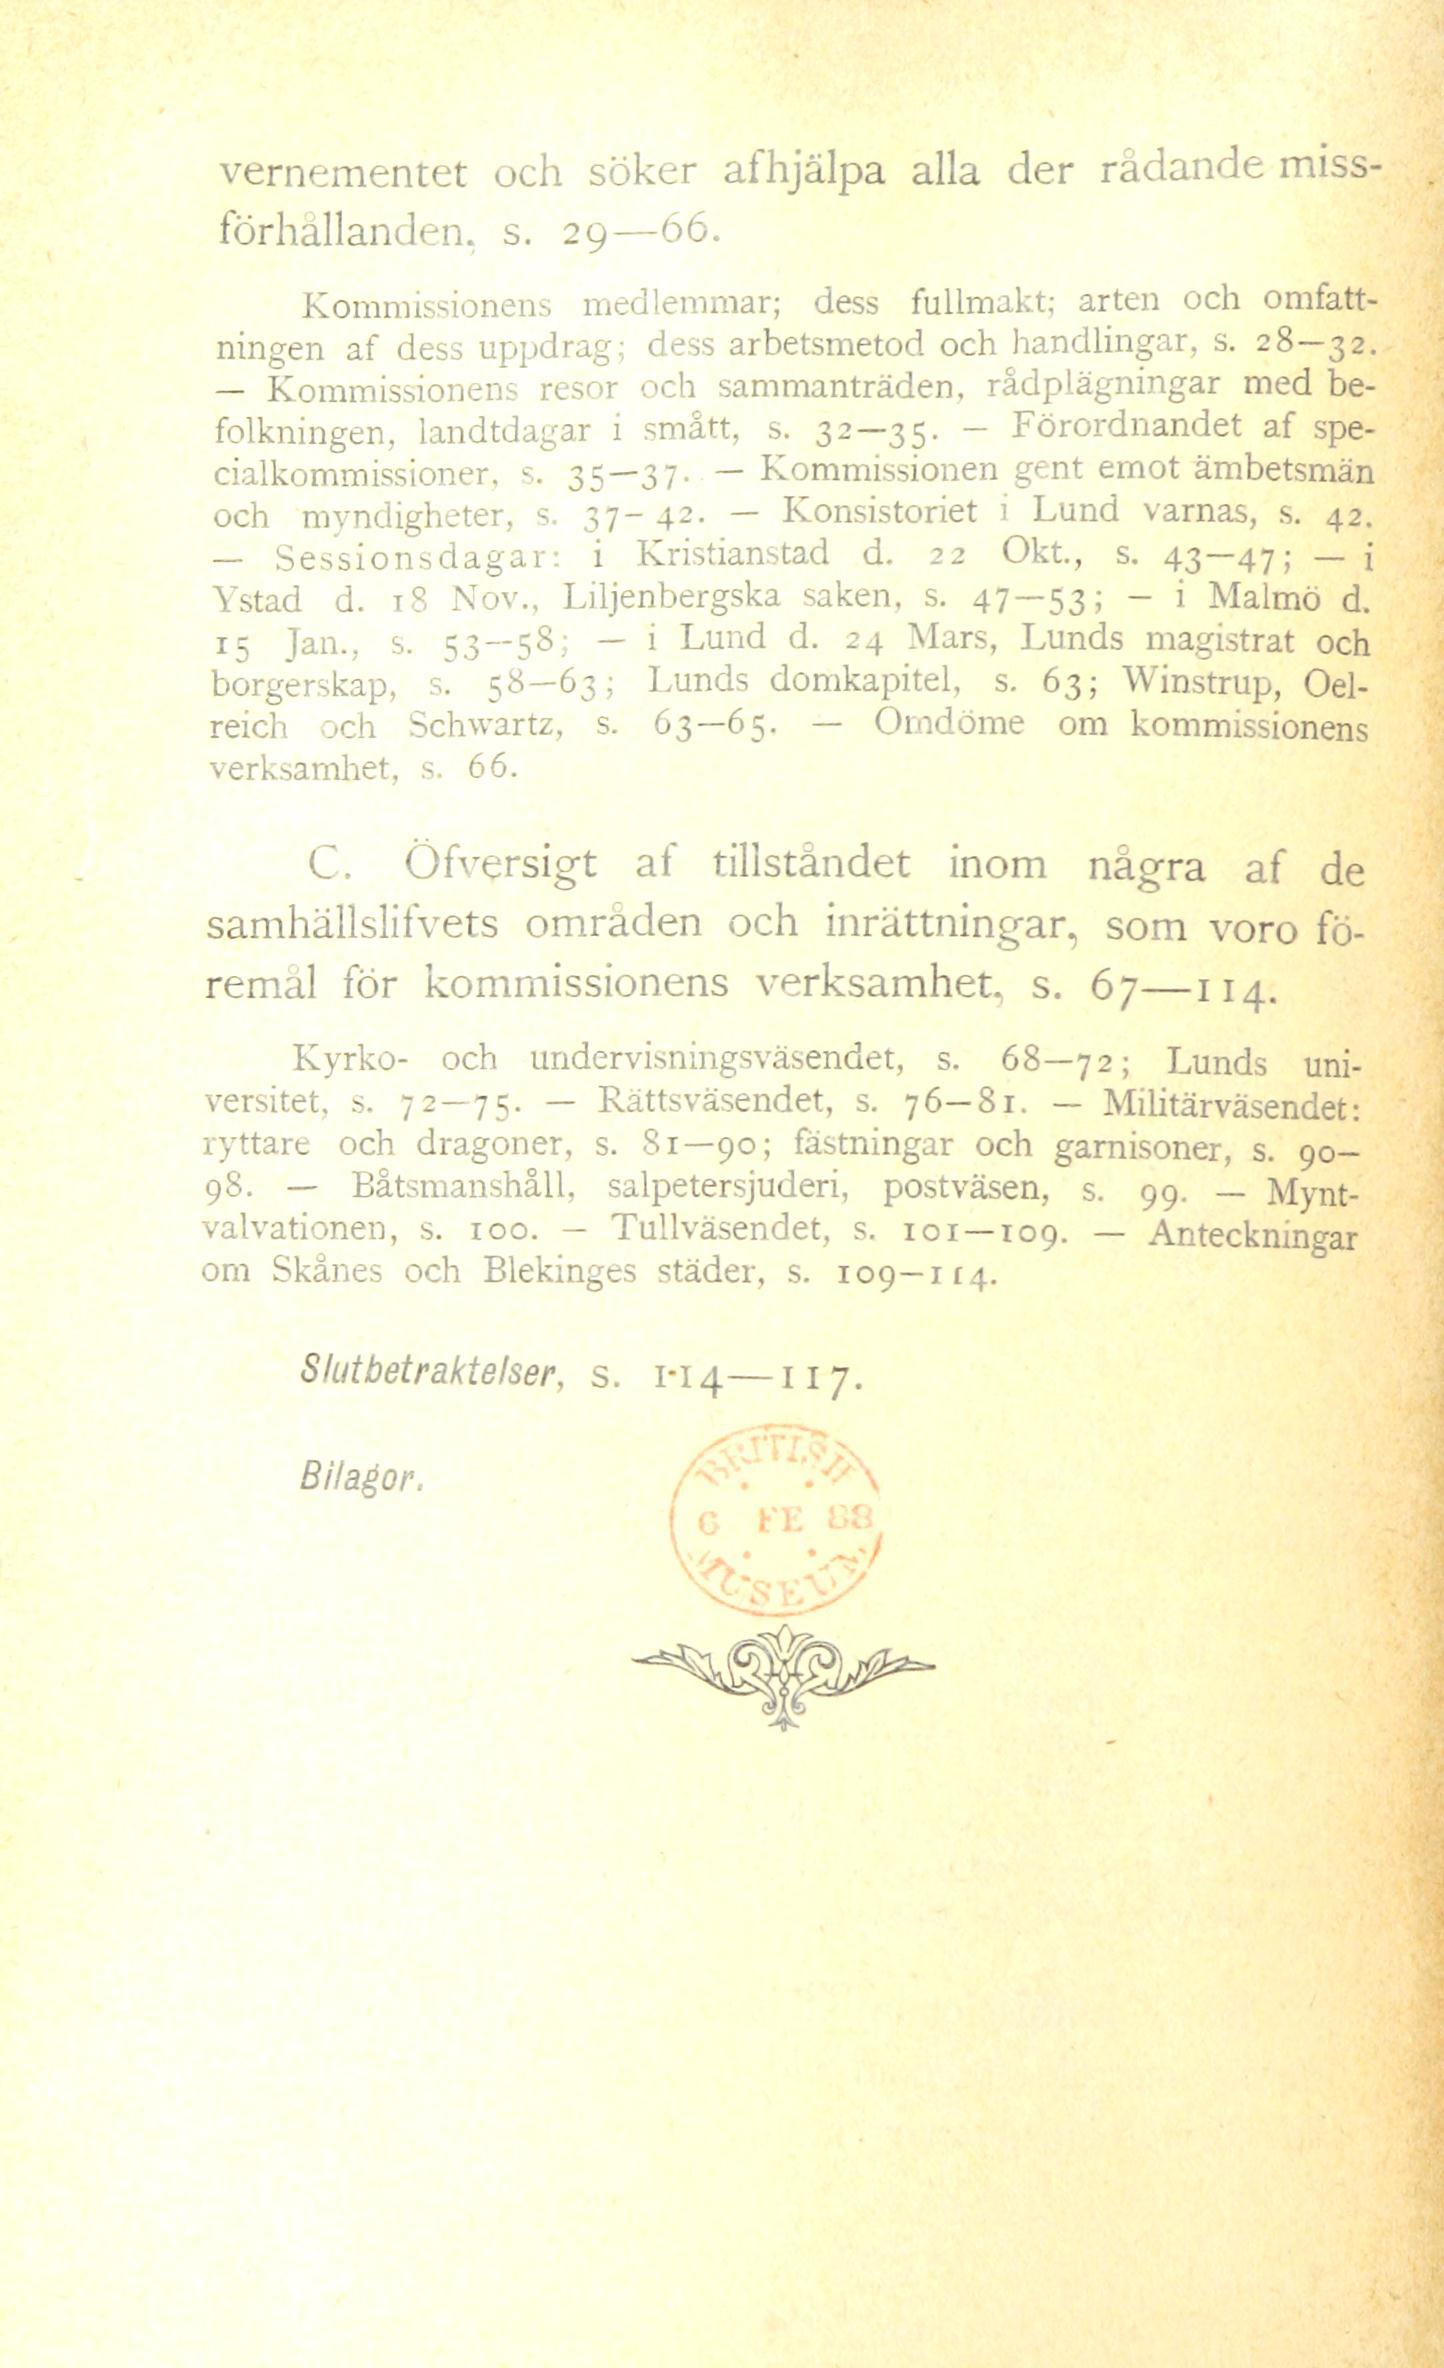 vernementet och söker afhjälpa alla der rådande miss-
förhållanden, s. 29—66.
Kommissionens medlemmar; dess fullmakt; arten och omfatt-
ningen af dess uppdrag; dess arbetsmetod och handlingar, s. 28—32.
— Kommissionens resor och sammanträden, rådplägningar med be-
folkningen, landtdagar i smått, s. 32—35. — Förordnandet af spe-
cialkommissioner, s. 35—37. — Kommissionen gent emot ämbetsmän
och myndigheter, s. 37—42. — Konsistoriet i Lund varnas, s. 42.
— Sessionsdagar: i Kristianstad d. 22 Okt., s. 43—47; — i
Ystad d. 18 Nov., Liljenbergska saken, s. 47—53; — i Malmö d.
15 Jan., s. 53—58; — i Lund d. 24 Mars, Lunds magistrat och
borgerskap, s. 58—63; Lunds domkapitel, s. 63; Winstrup, Oel-
reich och Schwartz, s. 63—65. — Omdöme om kommissionens
verksamhet, s. 66.
C. Öfversigt af tillståndet inom några af de
samhällslifvets områden och inrättningar, som voro fö-
remål för kommissionens verksamhet, s. 67—114.
Kyrko- och undervisningsväsendet, s. 68—72; Lunds uni-
versitet, s. 72—75. — Rättsväsendet, s. 76—81. — Militärväsendet:
ryttare och dragoner, s. 81—90; fästningar och garnisoner, s. 90—
98. — Båtsmanshåll, salpetersjuderi, postväsen, s. 99. — Mynt-
valvationen, s. 100. — Tullväsendet, s. 101—109. — Anteckningar
om Skånes och Blekinges städer, s. 109—114.
Slutbetraktelser, s. 114—117.
Bilagor.
BRITISH
6 FE 88
MUSEUM